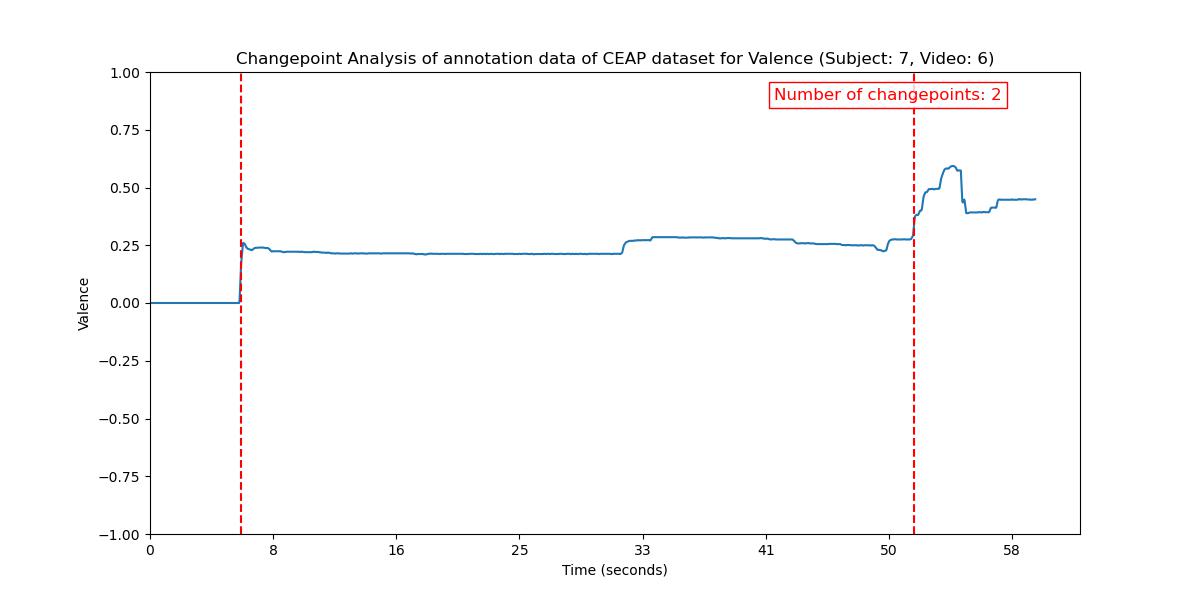 Changepoint Analysis of annotation data of CEAP dataset for Valence (Subject: 7, Video: 6)
Number of changepoints: 2
1.00
0.75
0.50
0.25
0.00
−0.25
−0.50
−0.75
−1.00
Valence
0 8 16 25 33 41 50 58
Time (seconds)